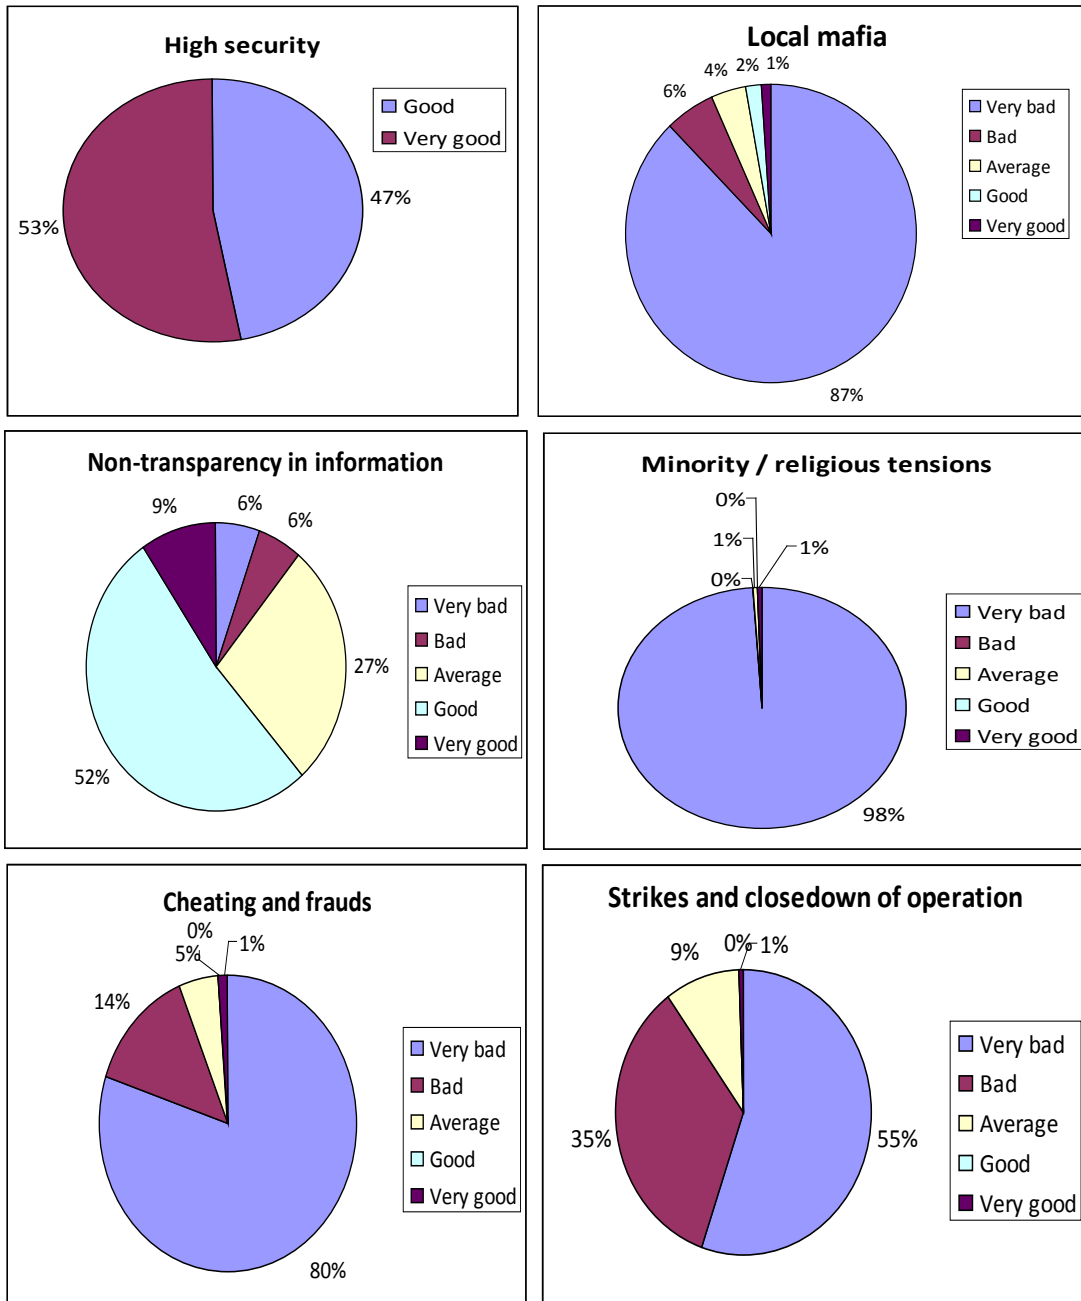 High security
Good
Very good
47%
53%
Local mafia
1%
2%
4%
6%
87%
Very bad
Bad
Average
Good
Very good
Non-transparency in information
9%
6%
6%
27%
52%
Very bad
Bad
Average
Good
Very good
Minority / religious tensions
0%
1%
1%
0%
98%
Very bad
Bad
Average
Good
Very good
Cheating and frauds
0%
1%
5%
14%
80%
Very bad
Bad
Average
Good
Very good
Strikes and closedown of operation
0%
1%
9%
35%
55%
Very bad
Bad
Average
Good
Very good